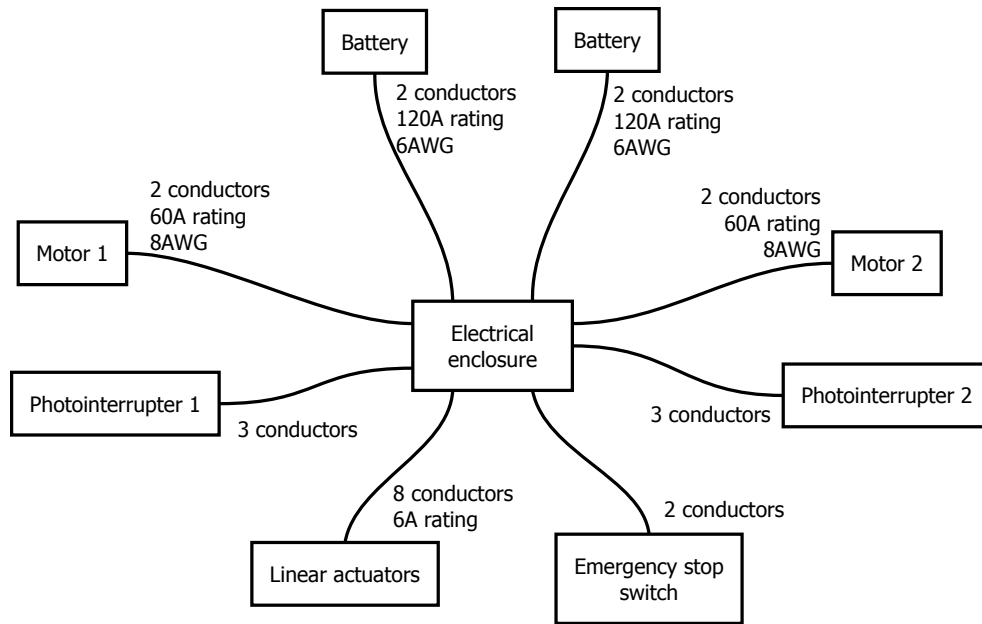 Battery
Battery
2 conductors
120A rating
6AWG
2 conductors
120A rating
6AWG
2 conductors
60A rating
8AWG
2 conductors
60A rating
8AWG
Motor 1
Motor 2
Electrical
enclosure
Photointerrupter 1
Photointerrupter 2
3 conductors
3 conductors
8 conductors
6A rating
2 conductors
Linear actuators
Emergency stop
switch